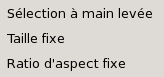 Sélection à main levée
Taille fixe
Ratio d'aspect fixe